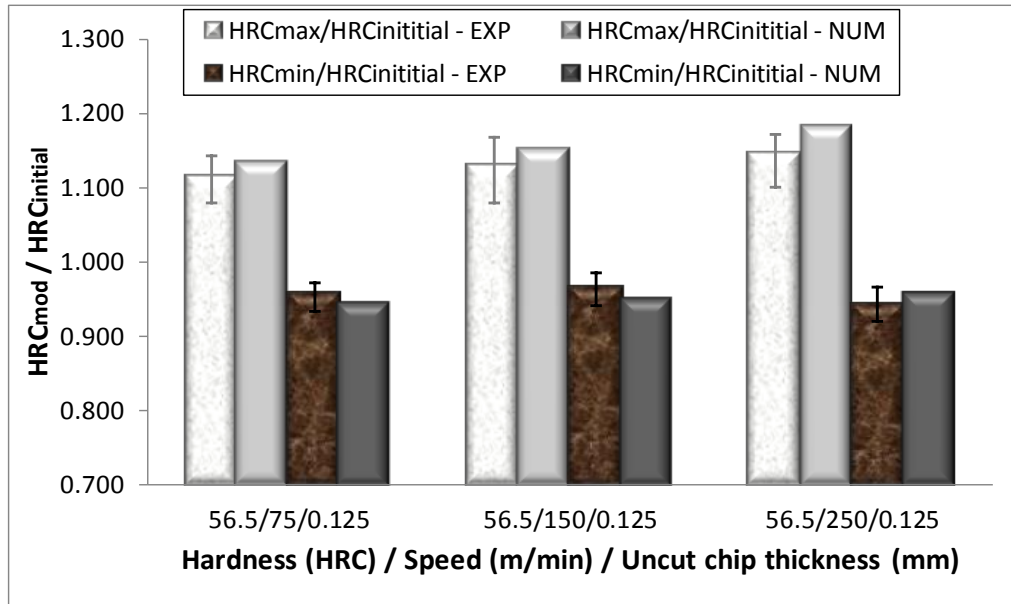 1.300
1.200
1.100
1.000
0.900
0.800
0.700
HRCmod / HRCinitial
HRCmax/HRCinititial - EXP
HRCmax/HRCinititial - NUM
HRCmin/HRCinititial - EXP
HRCmin/HRCinititial - NUM
56.5/75/0.125
56.5/150/0.125
56.5/250/0.125
Hardness (HRC) / Speed (m/min) / Uncut chip thickness (mm)